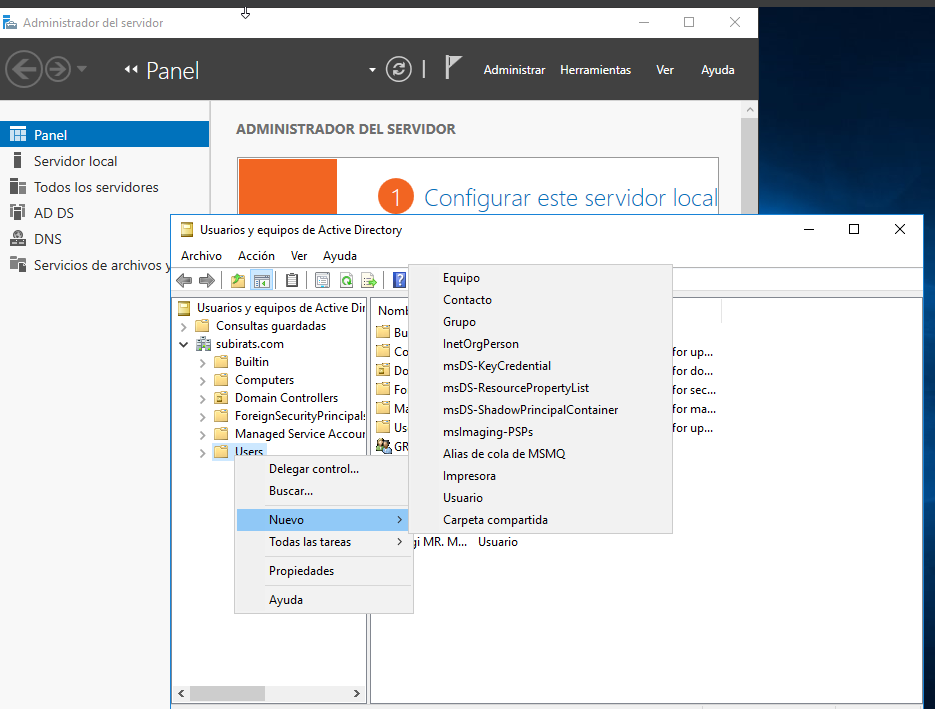 Administrador del servidor
Panel
Administrar Herramientas Ver Ayuda
Panel
Servidor local
Todos los servidores
AD DS
DNS
Servicios de archivos y
ADMINISTRADOR DEL SERVIDOR
1 Configurar este servidor local
Usuarios y equipos de Active Directory
Archivo Acción Ver Ayuda
Usuarios y equipos de Active Dir
Consultas guardadas
subirats.com
Builtin
Computers
Domain Controllers
ForeignSecurityPrincipals
Managed Service Accoun
Users
Nomb
Bu
Co
Do
Fo
Ma
Us
GR
for up...
for do...
for sec...
for ma...
for up...
gi MR. M... Usuario
Delegar control...
Buscar...
Nuevo
Todas las tareas
Propiedades
Ayuda
Equipo
Contacto
Grupo
InetOrgPerson
msDS-KeyCredential
msDS-ResourcePropertyList
msDS-ShadowPrincipalContainer
msImaging-PSPs
Alias de cola de MSMQ
Impresora
Usuario
Carpeta compartida